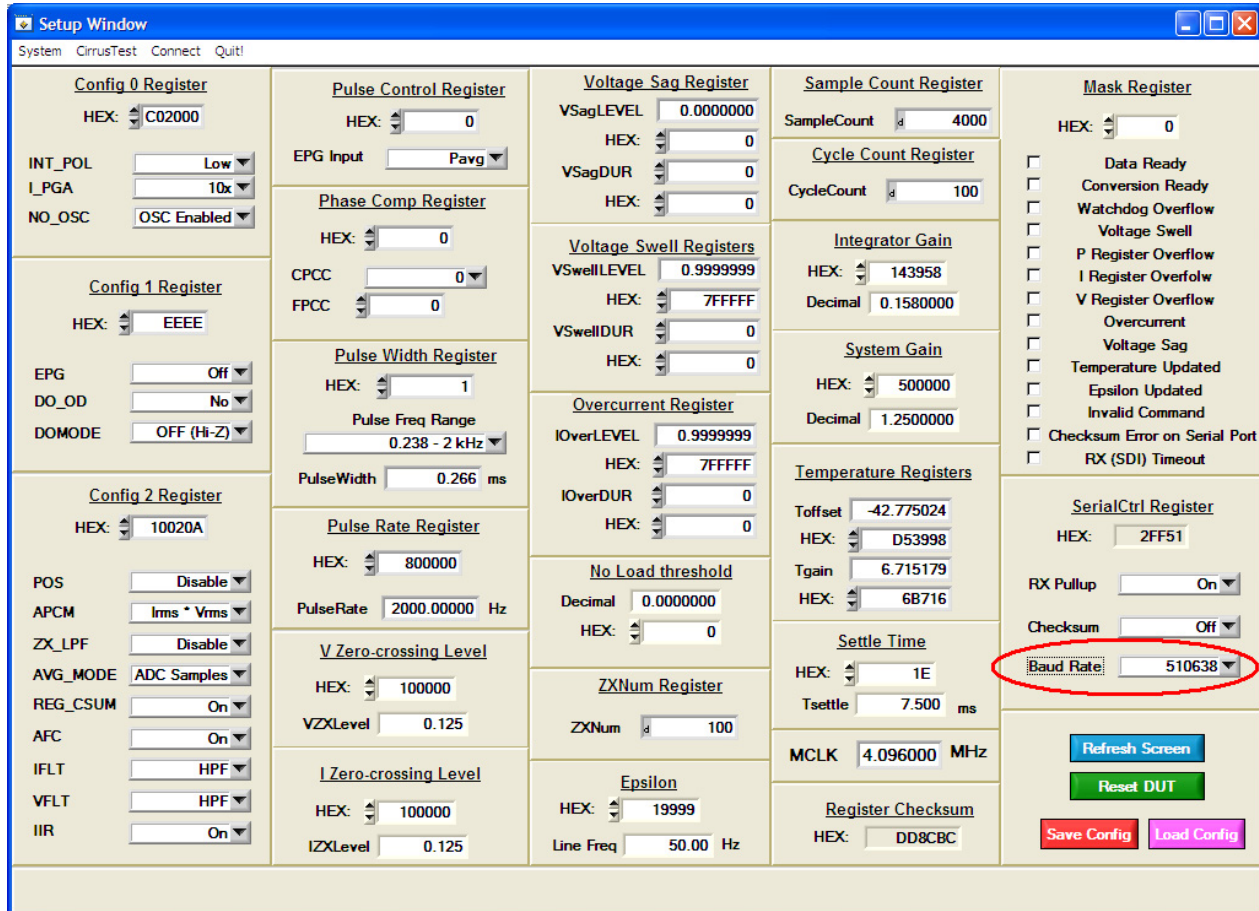 Setup Window
System CirrusTest Connect Quit!
Config 0 Register
HEX: C02000
INT_POL Low
I_PGA 10x
NO_OSC OSC Enabled
Config 1 Register
HEX: EEEE
EPG Off
DO_OD No
DOMODE OFF (Hi-Z)
Config 2 Register
HEX: 10020A
POS Disable
APCM Irms * Vrms
ZX_LPF Disable
AVG_MODE ADC Samples
REG_CSUM On
AFC On
IFLT HPF
VFLT HPF
IIR On
Pulse Control Register
HEX: 0
EPG Input Pavg
Phase Comp Register
HEX: 0
CPCC 0
FPCC 0
Pulse Width Register
HEX: 1
Pulse Freq Range
0.238 - 2 kHz
PulseWidth 0.266 ms
Pulse Rate Register
HEX: 800000
PulseRate 2000.00000 Hz
V Zero-crossing Level
HEX: 100000
VZXLevel 0.125
I Zero-crossing Level
HEX: 100000
IZXLevel 0.125
Voltage Sag Register
VSagLEVEL 0.0000000
HEX: 0
VSagDUR 0
HEX: 0
Voltage Swell Registers
VSwellLEVEL 0.9999999
HEX: 7FFFFF
VSwellDUR 0
HEX: 0
Overcurrent Register
IOverLEVEL 0.9999999
HEX: 7FFFFF
IOverDUR 0
HEX: 0
No Load threshold
Decimal 0.0000000
HEX: 0
ZXNum Register
ZXNum d 100
Epsilon
HEX: 19999
Line Freq 50.00 Hz
Sample Count Register
SampleCount d 4000
Cycle Count Register
CycleCount d 100
Integrator Gain
HEX: 143958
Decimal 0.1580000
System Gain
HEX: 500000
Decimal 1.2500000
Temperature Registers
Toffset -42.775024
HEX: D53998
Tgain 6.715179
HEX: 6B716
Settle Time
HEX: 1E
Tsettle 7.500 ms
MCLK 4.096000 MHz
Register Checksum
HEX: DD8CBC
Mask Register
HEX: 0
Data Ready
Conversion Ready
Watchdog Overflow
Voltage Swell
P Register Overflow
I Register Overfolw
V Register Overflow
Overcurrent
Voltage Sag
Temperature Updated
Epsilon Updated
Invalid Command
Checksum Error on Serial Port
RX (SDI) Timeout
SerialCtrl Register
HEX: 2FF51
RX Pullup On
Checksum Off
Baud Rate 510638
Refresh Screen
Reset DUT
Save Config Load Config